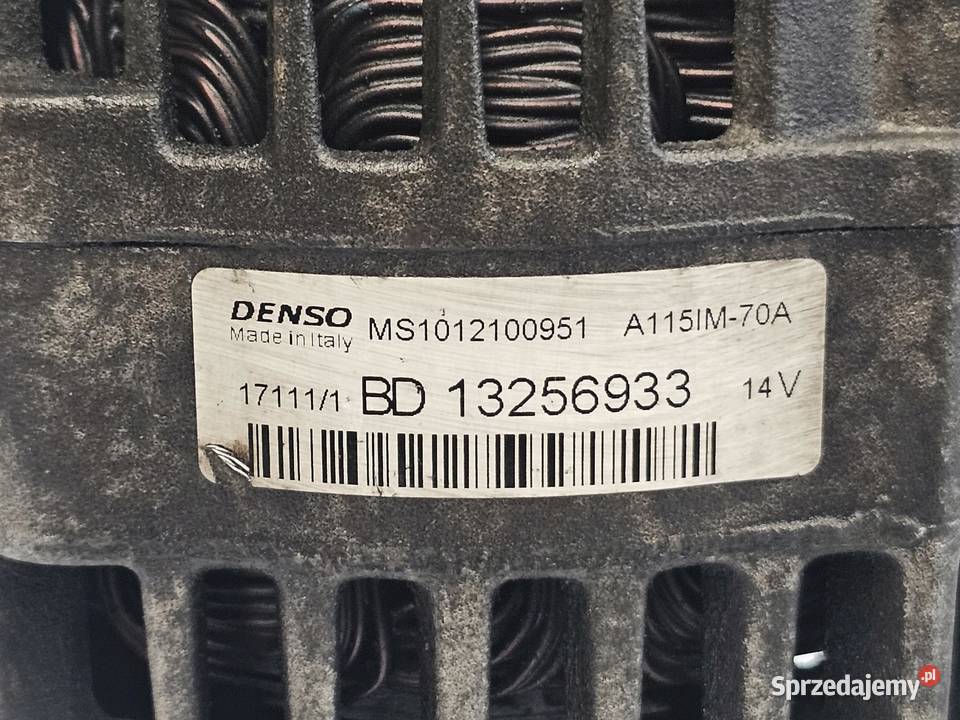 DENSO MS1012100951 A115IM-70A
Made in Italy
17111/1 BD 13256933 14V
Sprzedajemy.pl